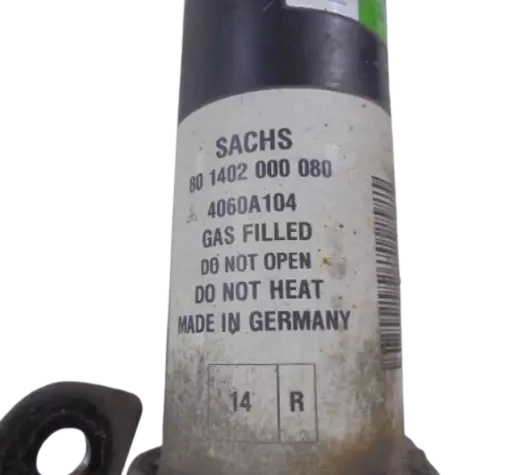 SACHS
80 1402 000 080
4060A104
GAS FILLED
DO NOT OPEN
DO NOT HEAT
MADE IN GERMANY
14 R